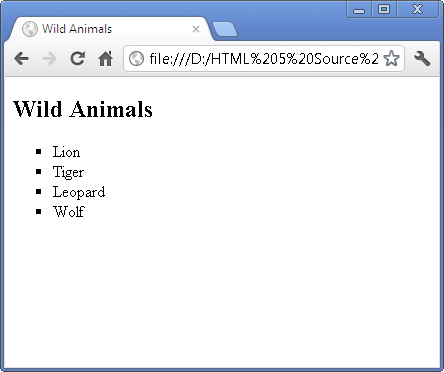 Wild Animals
file:///D:/HTML%205%20Source%2
Wild Animals
Lion
Tiger
Leopard
Wolf